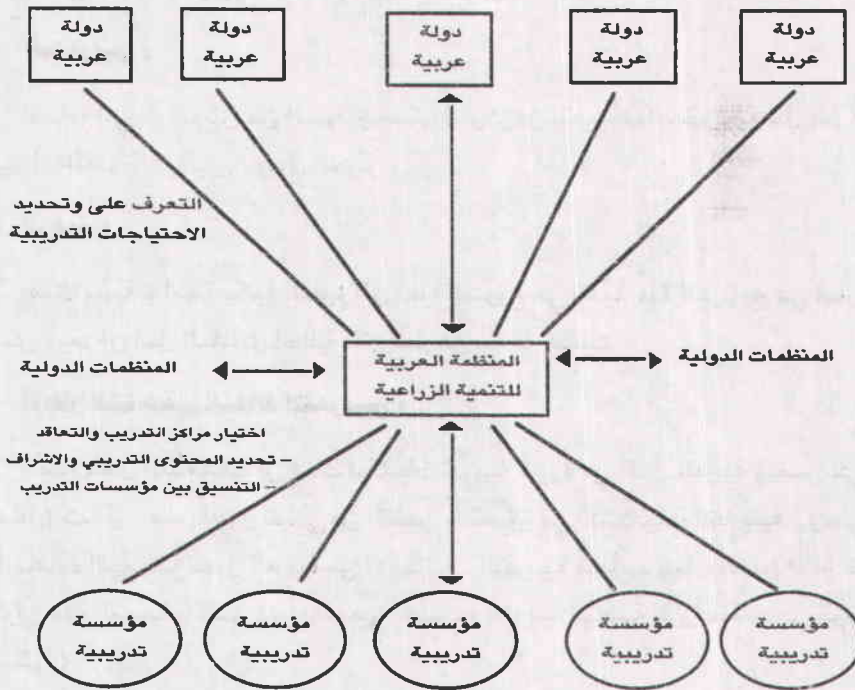 دولة
عربية
دولة
عربية
دولة
عربية
دولة
عربية
دولة
عربية
التعرف على وتحديد
الاحتياجات التدريبية
المنظمات الدولية
المنظمة العربية
للتنمية الزراعية
المنظمات الدولية
اختيار مراكز التدريب والتعاقد
– تحديد المحتوى التدريبي والاشراف
– التنسيق بين مؤسسات التدريب
مؤسسة
تدريبية
مؤسسة
تدريبية
مؤسسة
تدريبية
مؤسسة
تدريبية
مؤسسة
تدريبية